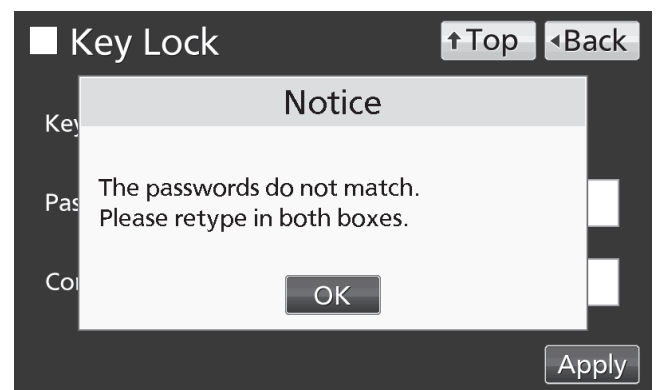 Key Lock
↑Top
◂Back
Notice
The passwords do not match.
Please retype in both boxes.
OK
Apply